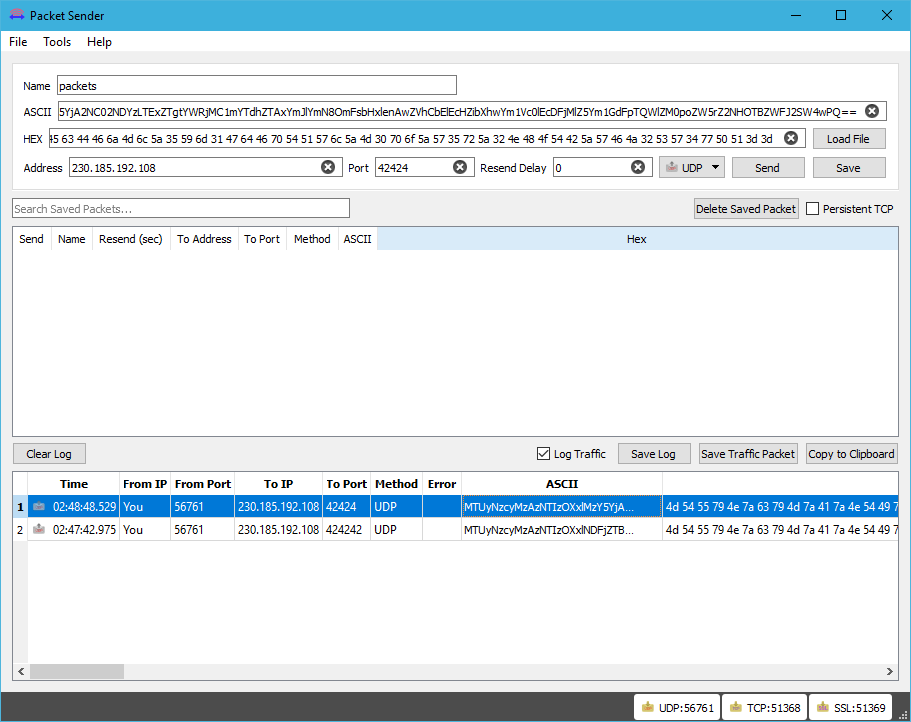 Packet Sender
File Tools Help
Name packets
ASCII 5YjA2NC02NDYzLTExZTgtYWRjMC1mYTdhZTAxYmJlYmN8OmFsbHxlenAwZVhCbElEcHZibXhwYm1Vc0lEcDFjMlZ5Ym1GdFpTQWlZM0poZW5rZ2NHOTBZWFJ2SW4wPQ==
HEX 45 63 44 46 6a 4d 6c 5a 35 59 6d 31 47 64 46 70 54 51 57 6c 5a 4d 30 70 6f 5a 57 35 72 5a 32 4e 48 4f 54 42 5a 57 46 4a 32 53 57 34 77 50 51 3d 3d Load File
Address 230.185.192.108 Port 42424 Resend Delay 0 UDP Send Save
Search Saved Packets... Delete Saved Packet Persistent TCP
Send Name Resend (sec) To Address To Port Method ASCII Hex
Clear Log Log Traffic Save Log Save Traffic Packet Copy to Clipboard
Time From IP From Port To IP To Port Method Error ASCII
1 02:48:48.529 You 56761 230.185.192.108 42424 UDP MTUyNzcyMzAzNTIzOXxlMzY5YjA... 4d 54 55 79 4e 7a 63 79 4d 7a 41 7a 4e 54 49 7
2 02:47:42.975 You 56761 230.185.192.108 424242 UDP MTUyNzcyMzAzNTIzOXxlNDFjZTB... 4d 54 55 79 4e 7a 63 79 4d 7a 41 7a 4e 54 49 7
UDP:56761 TCP:51368 SSL:51369